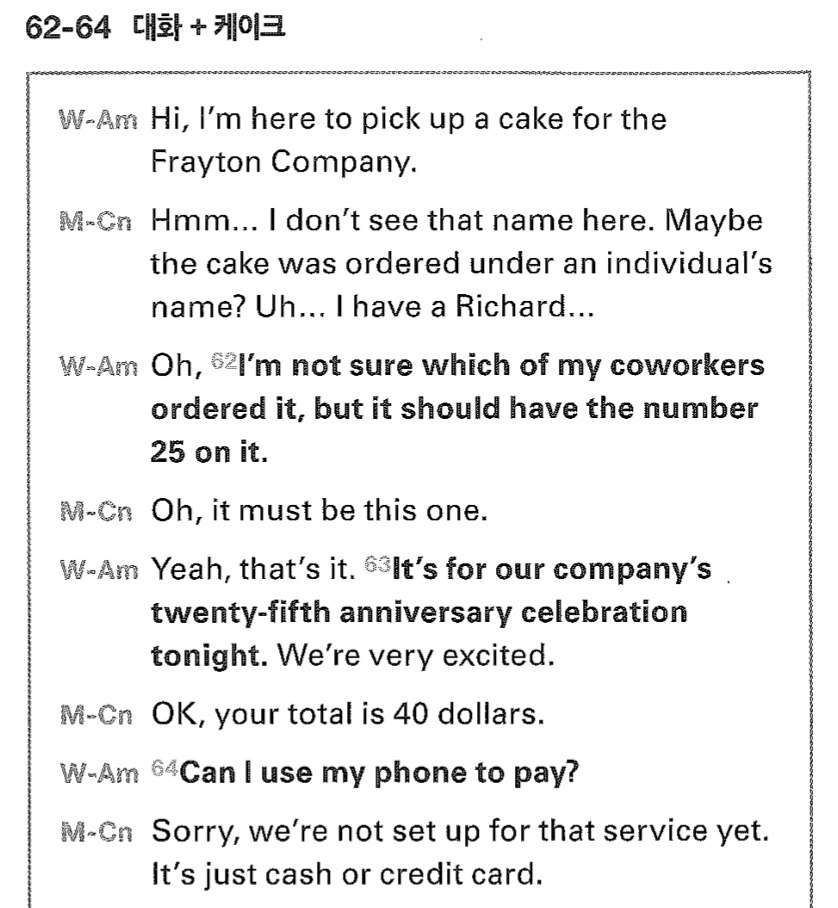 62-64 대화 + 케이크
W-Am Hi, I'm here to pick up a cake for the
Frayton Company.
M-Cn Hmm... I don't see that name here. Maybe
the cake was ordered under an individual's
name? Uh... I have a Richard...
W-Am Oh, 62I'm not sure which of my coworkers
ordered it, but it should have the number
25 on it.
M-Cn Oh, it must be this one.
W-Am Yeah, that's it. 63It's for our company's
twenty-fifth anniversary celebration
tonight. We're very excited.
M-Cn OK, your total is 40 dollars.
W-Am 64Can I use my phone to pay?
M-Cn Sorry, we're not set up for that service yet.
It's just cash or credit card.